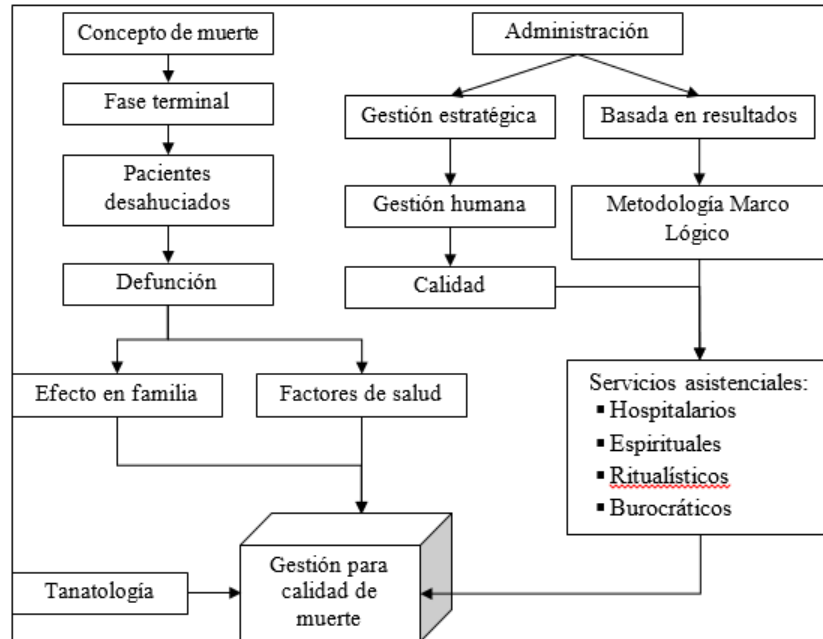 Concepto de muerte
Administración
Fase terminal
Gestión estratégica
Basada en resultados
Pacientes
desahuciados
Gestión humana
Metodología Marco
Lógico
Defunción
Calidad
Efecto en familia
Factores de salud
Servicios asistenciales:
▪ Hospitalarios
▪ Espirituales
▪ Ritualísticos
▪ Burocráticos
Tanatología
Gestión para
calidad de
muerte